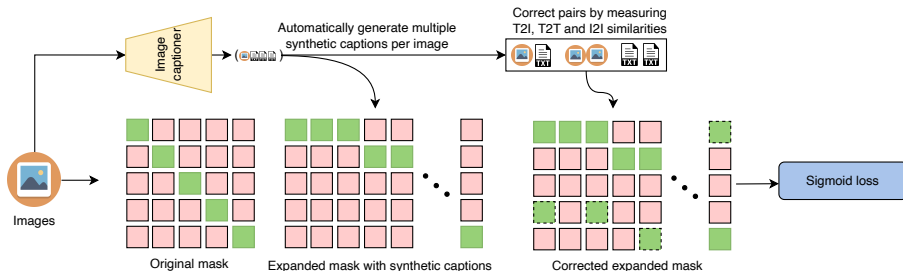 Automatically generate multiple
synthetic captions per image
Correct pairs by measuring
T2I, T2T and I2I similarities
Image
captioner
TXT
TXT
TXT
Images
Original mask
Expanded mask with synthetic captions
Corrected expanded mask
Sigmoid loss